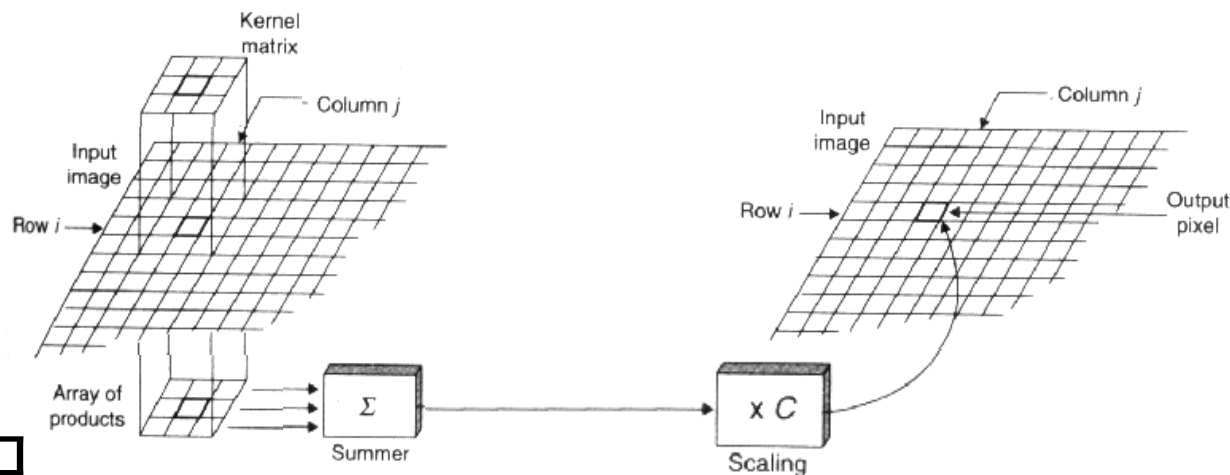 Kernel
matrix
Column j
Input
image
Row i
Array of
products
Σ
Summer
x C
Scaling
Column j
Input
image
Row i
Output
pixel